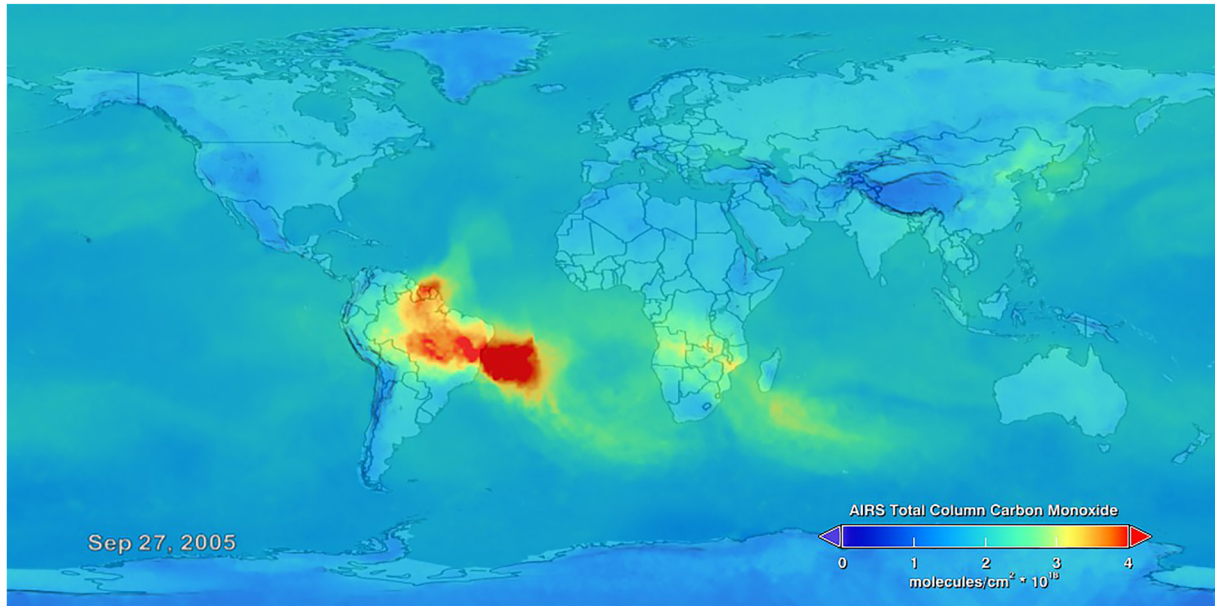 Sep 27, 2005
AIRS Total Column Carbon Monoxide
0 1 2 3 4
molecules/cm² * 10¹⁸